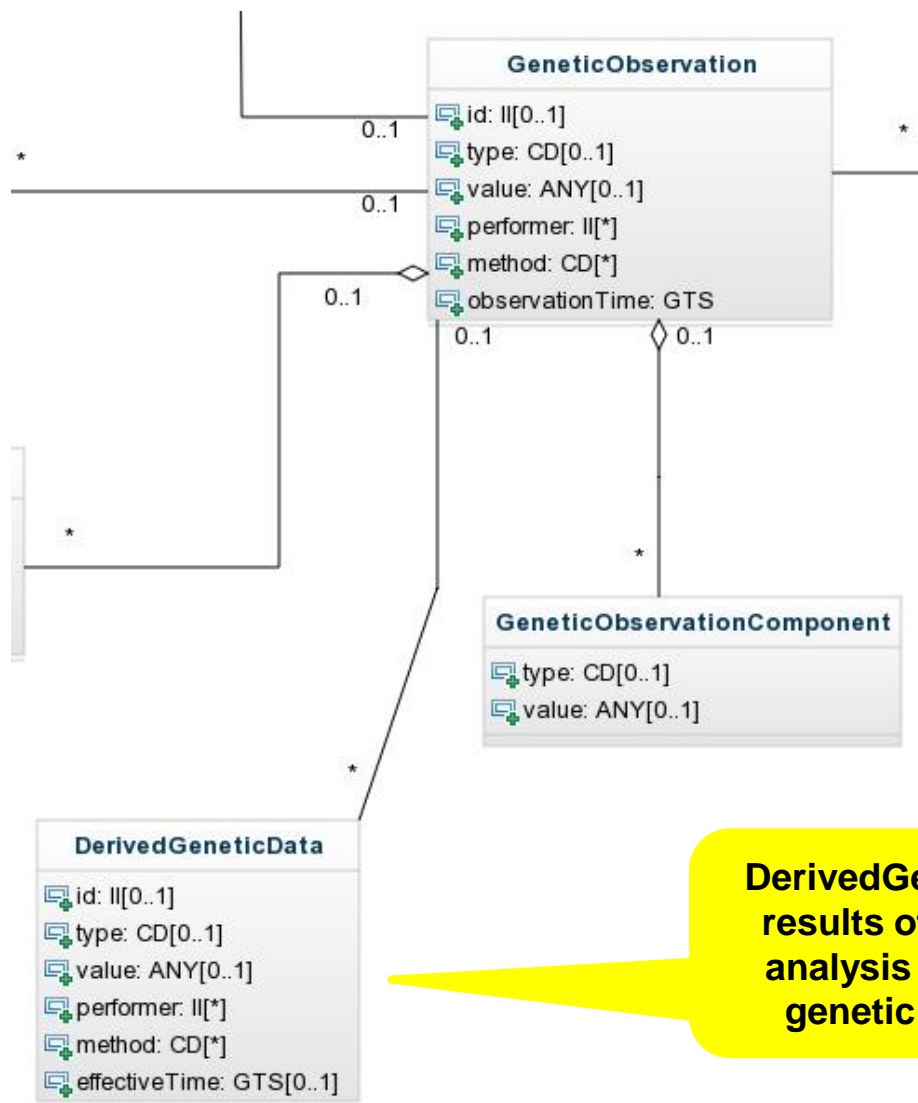 GeneticObservation
id: II[0..1]
type: CD[0..1]
value: ANY[0..1]
performer: II[*]
method: CD[*]
observationTime: GTS
0..1
*
*
0..1
0..1
0..1
0..1
*
*
GeneticObservationComponent
type: CD[0..1]
value: ANY[0..1]
*
DerivedGeneticData
id: II[0..1]
type: CD[0..1]
value: ANY[0..1]
performer: II[*]
method: CD[*]
effectiveTime: GTS[0..1]
results
analysis
genetic